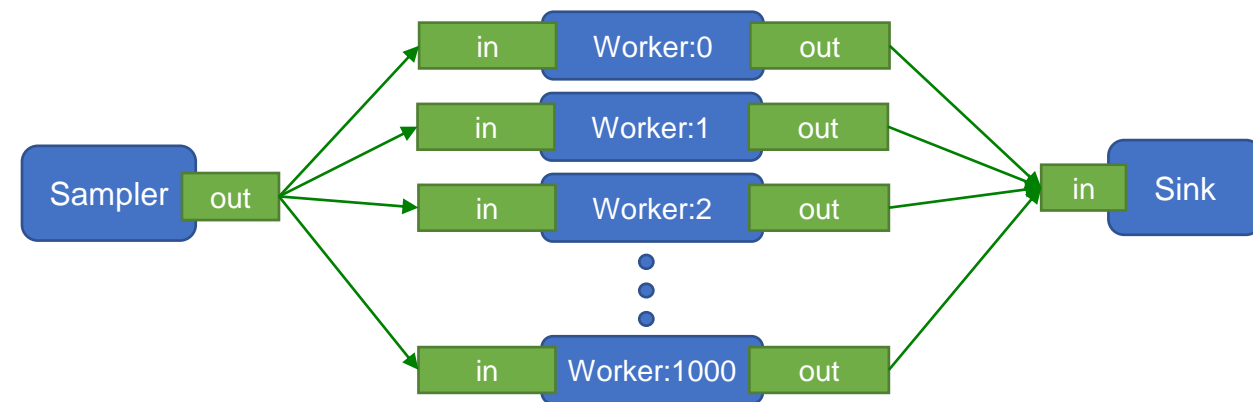 in Worker:0 out
in Worker:1 out
Sampler out
in Worker:2 out
in Sink
in Worker:1000 out